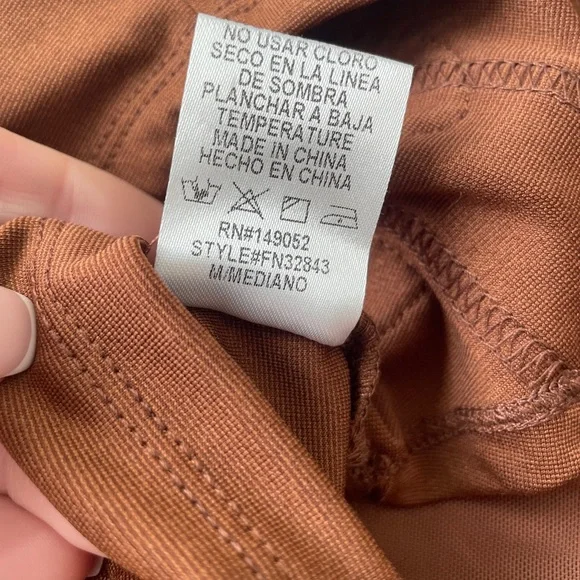 NO USAR CLORO
SECO EN LA LINEA
DE SOMBRA
PLANCHAR A BAJA
TEMPERATURE
MADE IN CHINA
HECHO EN CHINA
RN#149052
STYLE#FN32843
M/MEDIANO